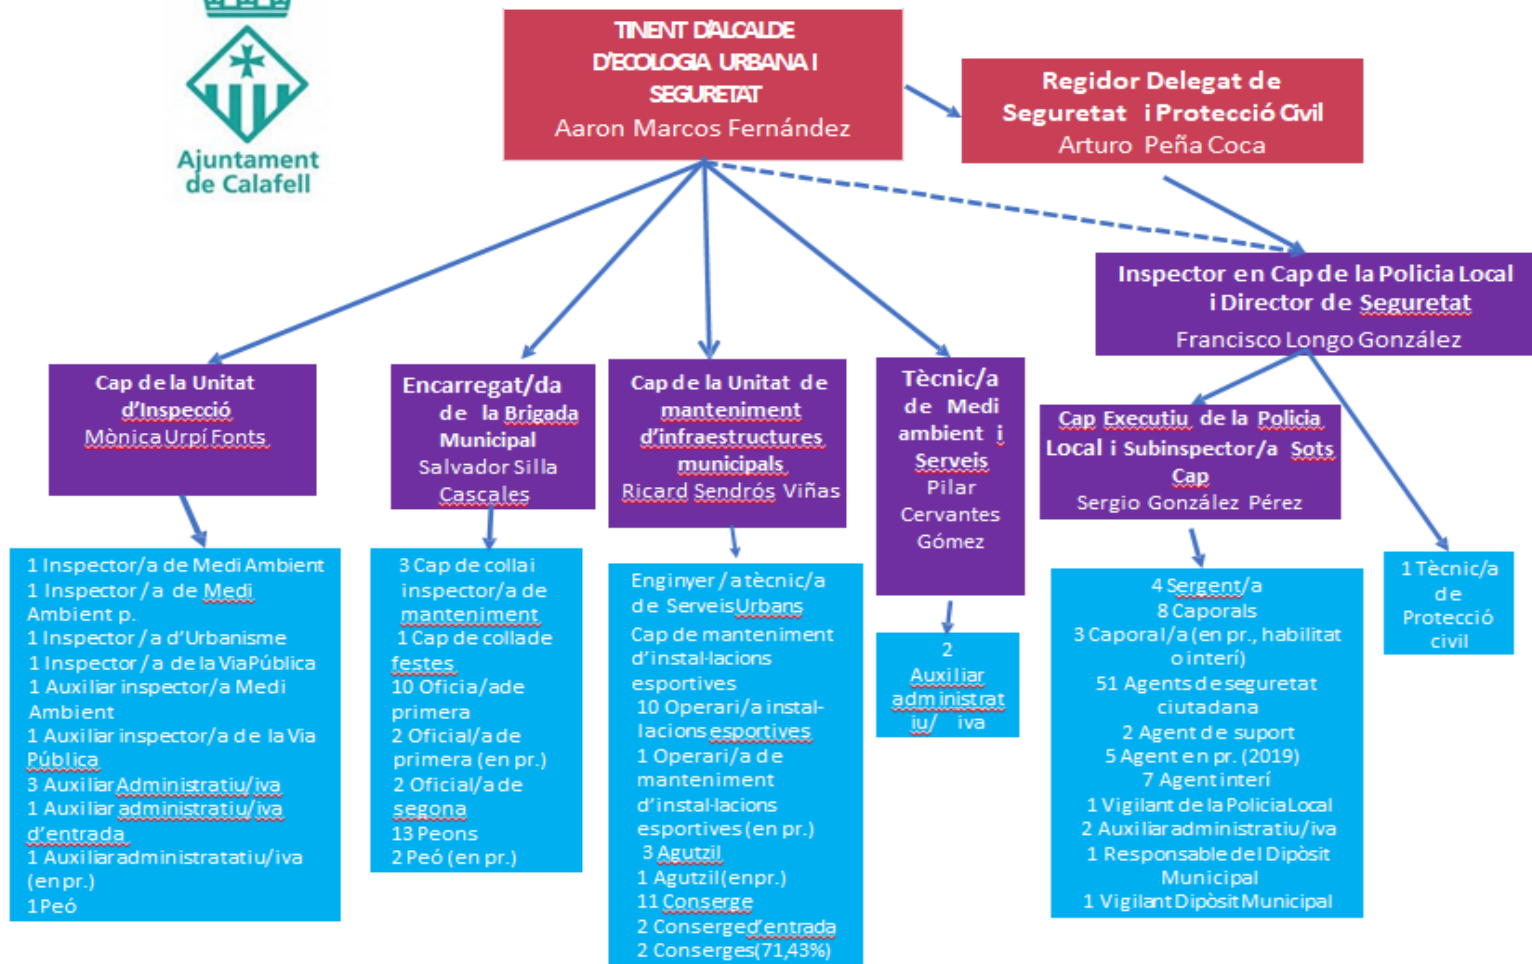 Ajuntament
de Calafell
TINENT D'ALCALDE
D'ECOLOGIA URBANA I
SEGURETAT
Aaron Marcos Fernández
Regidor Delegat de
Seguretat i Protecció Civil
Arturo Peña Coca
Inspector en Cap de la Policia Local
i Director de Seguretat
Francisco Longo González
Cap de la Unitat
d'Inspecció
Mònica Urpí Fonts
Encarregat/da
de la Brigada
Municipal
Salvador Silla
Cascales
Cap de la Unitat de
manteniment
d'infraestructures
municipals
Ricard Sendrós Viñas
Tècnic/a
de Medi
ambient i
Serveis
Pilar
Cervantes
Gómez
Cap Executiu de la Policia
Local i Subinspector/a Sots
Cap
Sergio González Pérez
1 Inspector/a de Medi Ambient
1 Inspector /a de Medi
Ambient p.
1 Inspector /a d'Urbanisme
1 Inspector /a de la Via Pública
1 Auxiliar inspector/a Medi
Ambient
1 Auxiliar inspector/a de la Via
Pública
3 Auxiliar Administratiu/iva
1 Auxiliar administratiu/iva
d'entrada
1 Auxiliar administratatiu/iva
(en pr.)
1 Peó
3 Cap de colla i
inspector/a de
manteniment
1 Cap de colla de
festes
10 Oficia/a de
primera
2 Oficial/a de
primera (en pr.)
2 Oficial/a de
segona
13 Peons
2 Peó (en pr.)
Enginyer /a tècnic/a
de Serveis Urbans
Cap de manteniment
d'instal·lacions
esportives
10 Operari/a instal-
lacions esportives
1 Operari/a de
manteniment
d'instal·lacions
esportives (en pr.)
3 Agutzil
1 Agutzil (en pr.)
11 Conserge
2 Conserge d'entrada
2 Conserges (71,43%)
2
Auxiliar
administrat
iu/ iva
4 Sergent/a
8 Caporals
3 Caporal/a (en pr., habilitat
o interí)
51 Agents de seguretat
ciutadana
2 Agent de suport
5 Agent en pr. (2019)
7 Agent interí
1 Vigilant de la Policia Local
2 Auxiliar administratiu/iva
1 Responsable del Dipòsit
Municipal
1 Vigilant Dipòsit Municipal
1 Tècnic/a
de
Protecció
civil